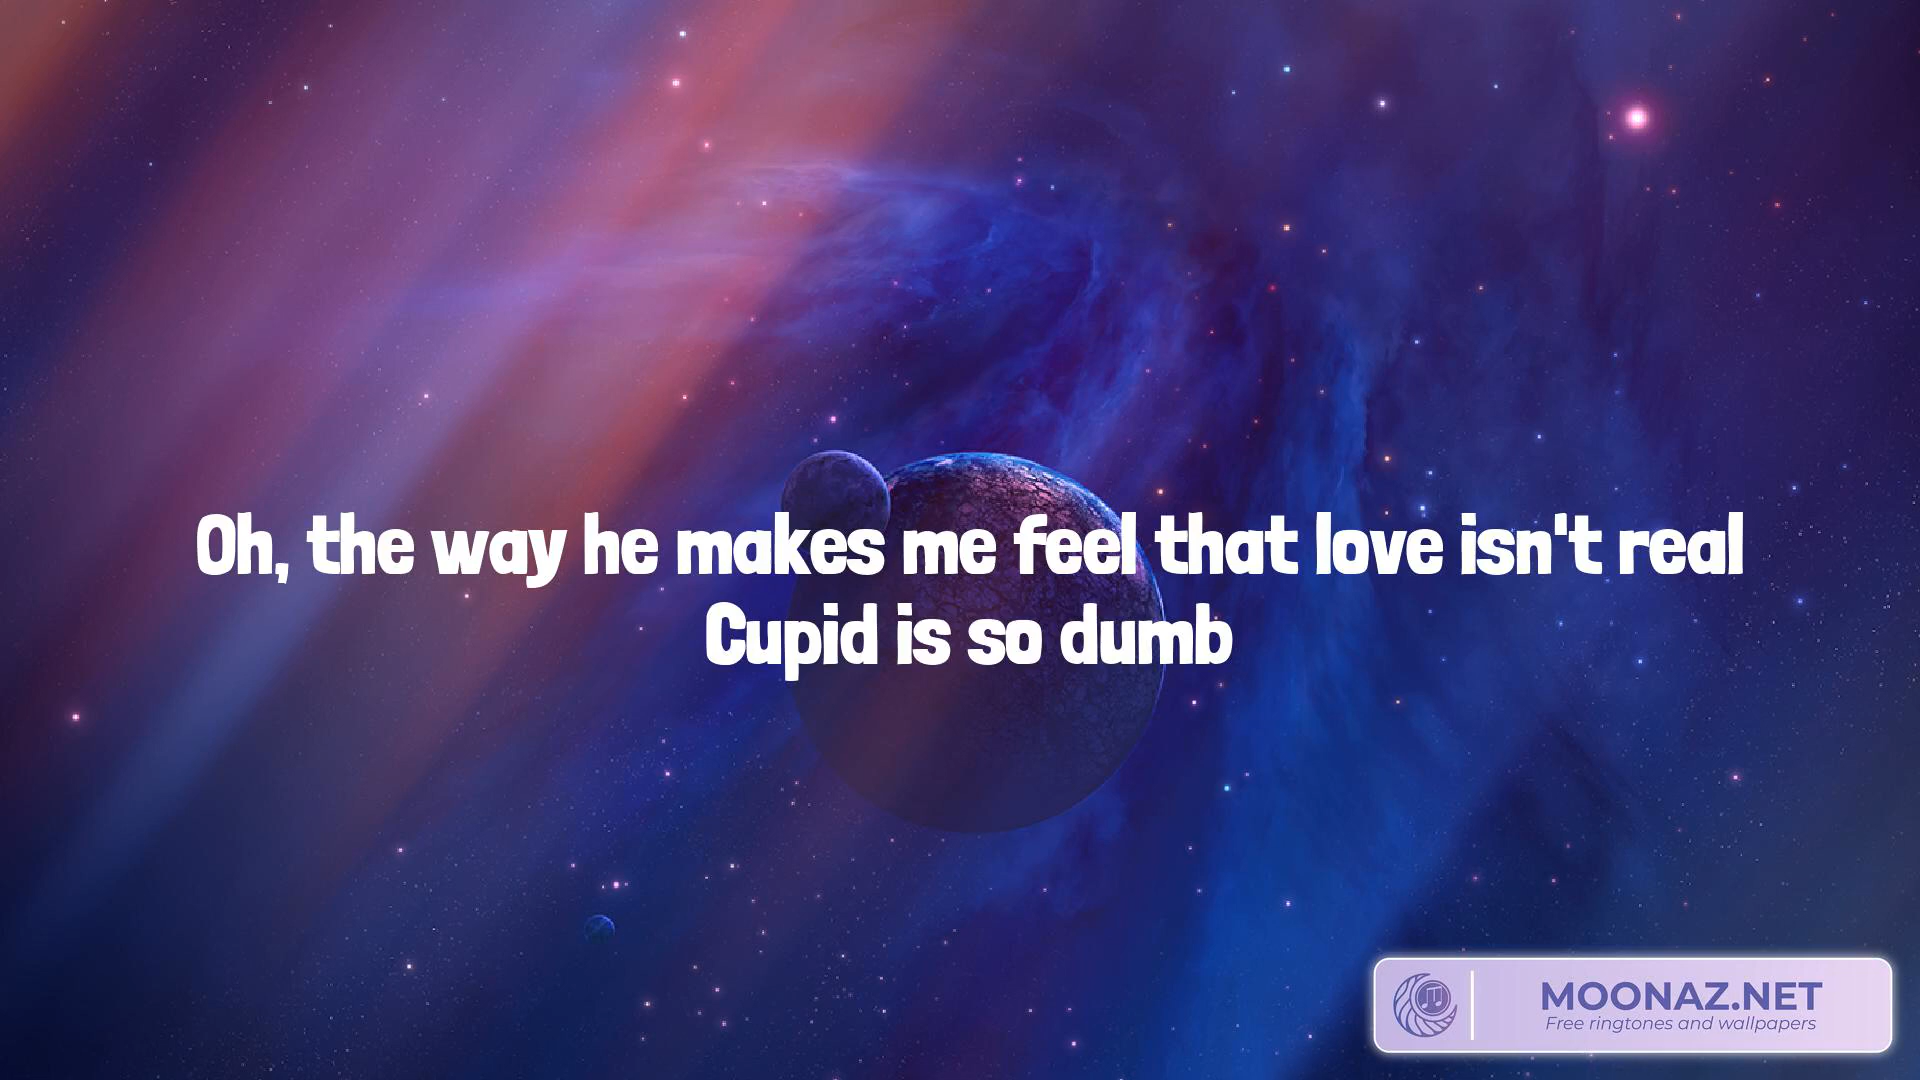 Oh, the way he makes me feel that love isn't real
Cupid is so dumb
MOONAZ.NET
Free ringtones and wallpapers